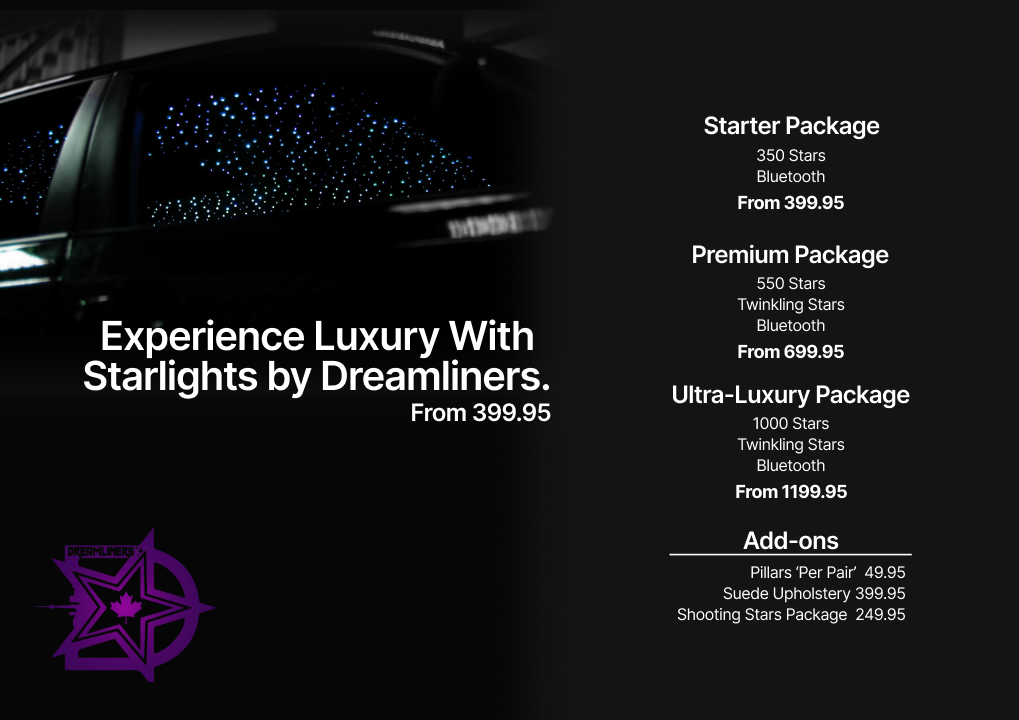 Experience Luxury With
Starlights by Dreamliners.
From 399.95
DREAMLINERS
Starter Package
350 Stars
Bluetooth
From 399.95
Premium Package
550 Stars
Twinkling Stars
Bluetooth
From 699.95
Ultra-Luxury Package
1000 Stars
Twinkling Stars
Bluetooth
From 1199.95
Add-ons
Pillars ‘Per Pair’ 49.95
Suede Upholstery 399.95
Shooting Stars Package 249.95